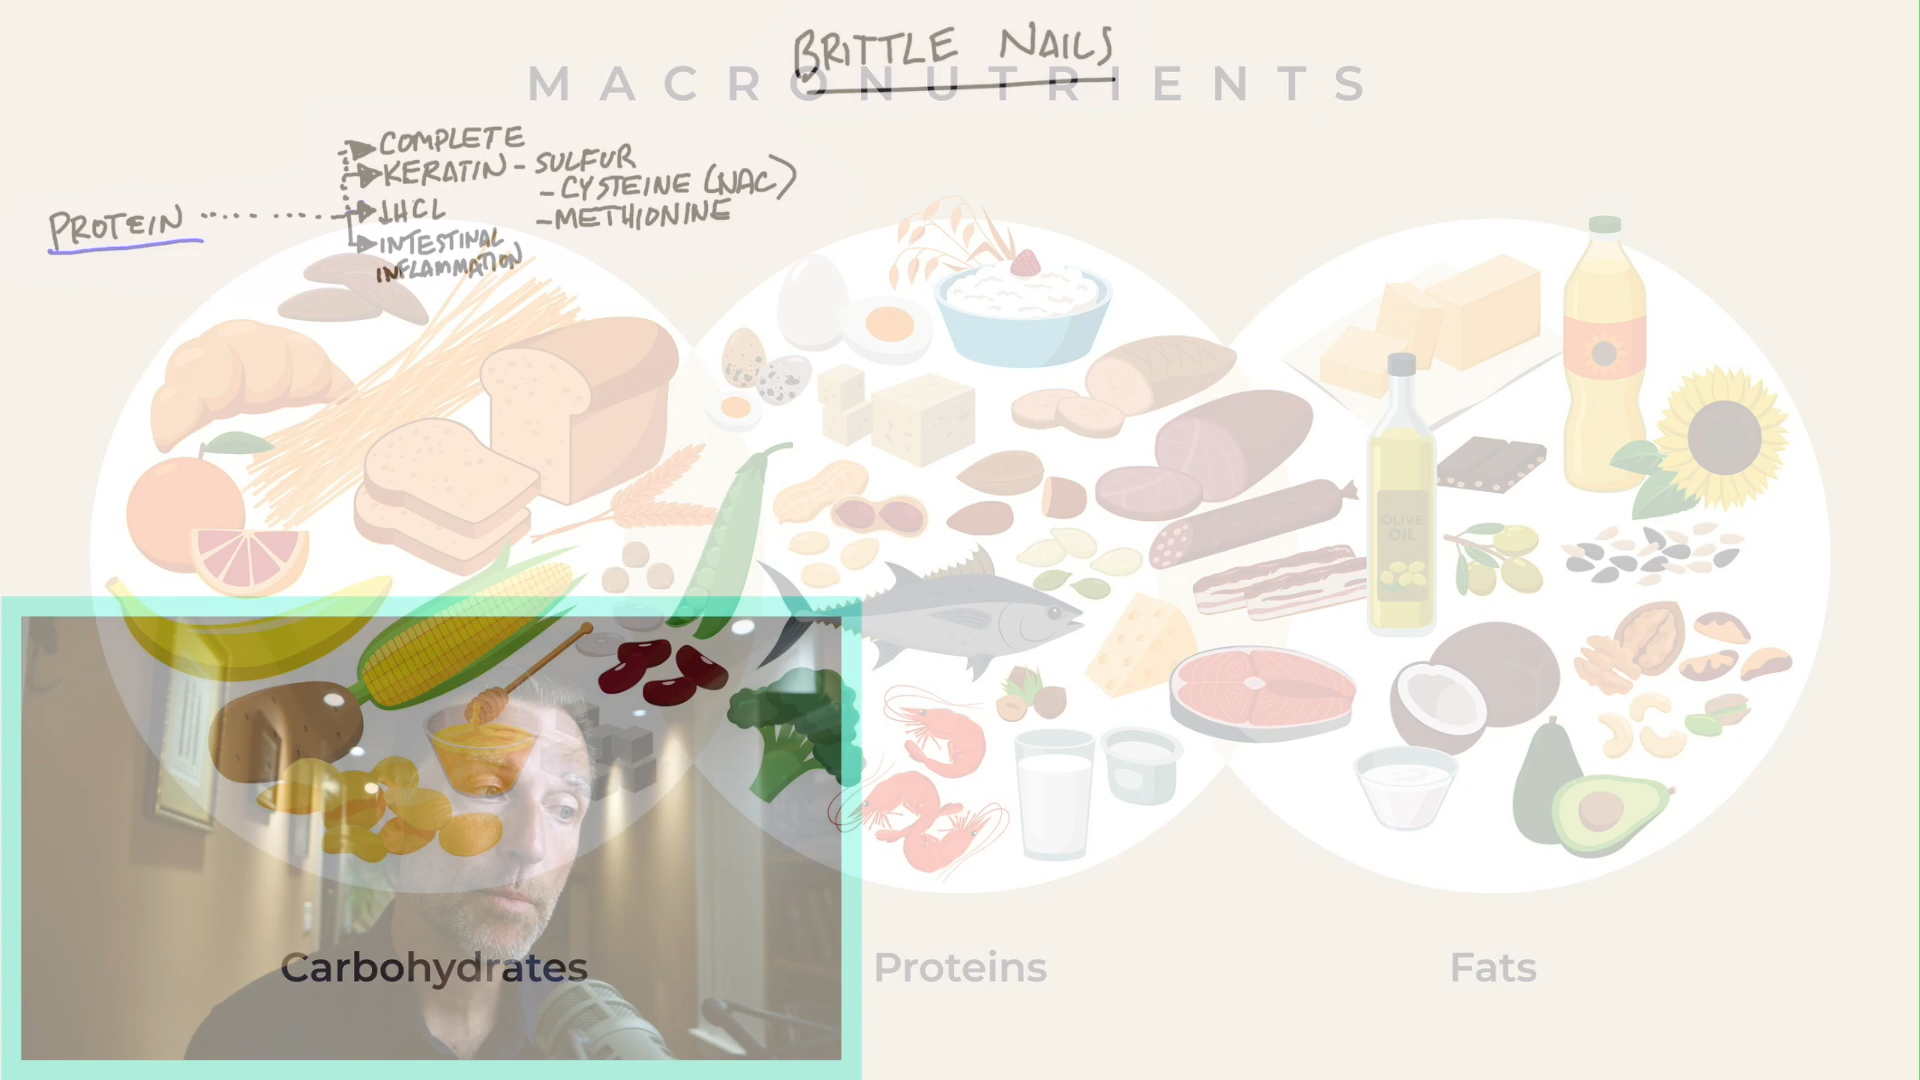 BRITTLE NAILS
MACRONUTRIENTS
COMPLETE
KERATIN - SULFUR
- CYSTEINE (NAC)
- METHIONINE
PROTEIN
↓HCL
INTESTINAL
INFLAMMATION
OLIVE
OIL
Carbohydrates
Proteins
Fats